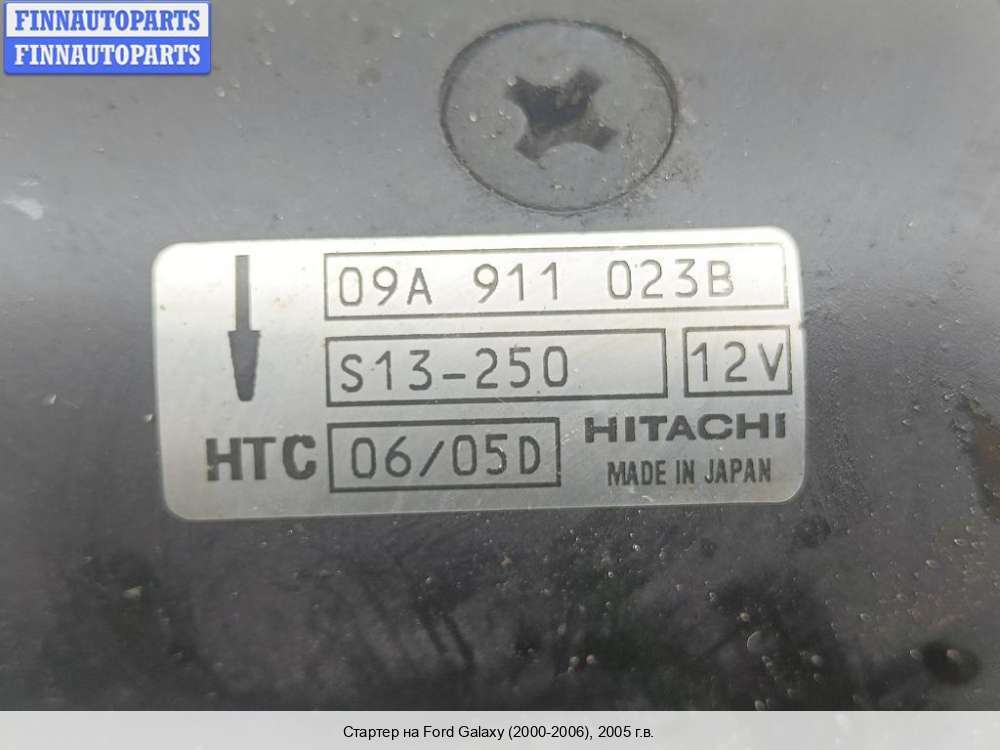 FINNAUTOPARTS
FINNAUTOPARTS
09A 911 023B
S13-250 12V
HTC 06/05D HITACHI
MADE IN JAPAN
Стартер на Ford Galaxy (2000-2006), 2005 г.в.